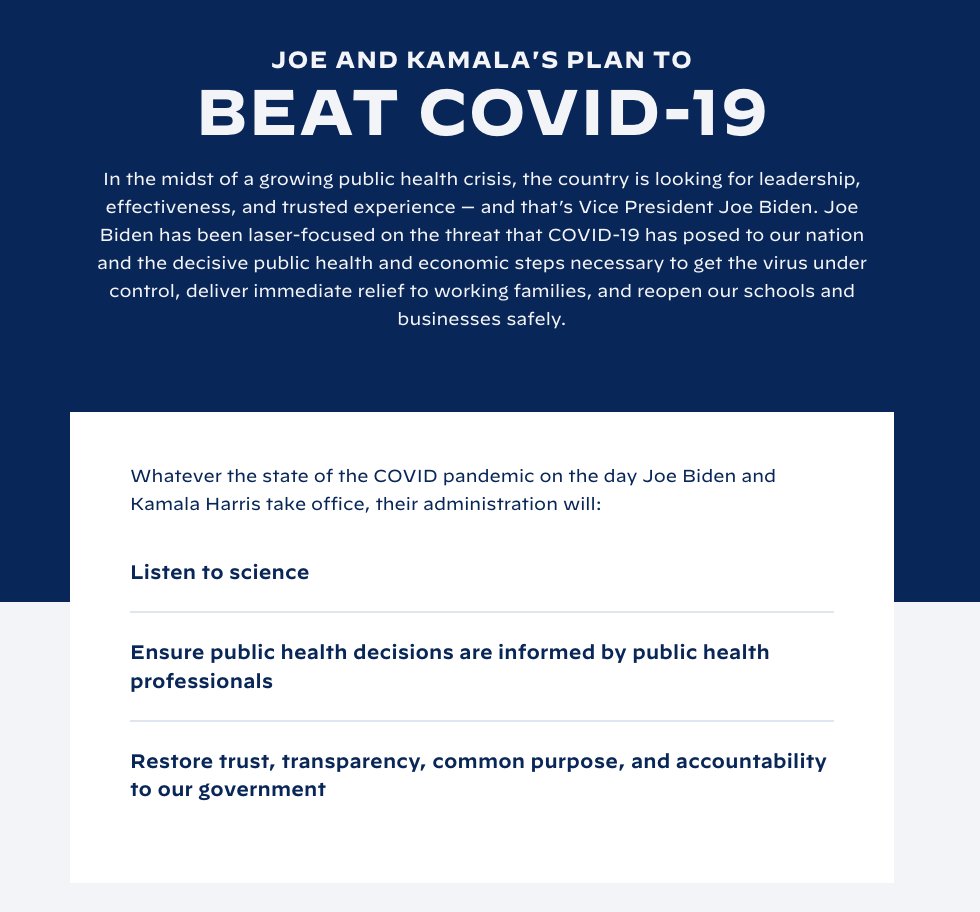 JOE AND KAMALA'S PLAN TO
BEAT COVID-19
In the midst of a growing public health crisis, the country is looking for leadership,
effectiveness, and trusted experience — and that's Vice President Joe Biden. Joe
Biden has been laser-focused on the threat that COVID-19 has posed to our nation
and the decisive public health and economic steps necessary to get the virus under
control, deliver immediate relief to working families, and reopen our schools and
businesses safely.
Whatever the state of the COVID pandemic on the day Joe Biden and
Kamala Harris take office, their administration will:
Listen to science
Ensure public health decisions are informed by public health
professionals
Restore trust, transparency, common purpose, and accountability
to our government